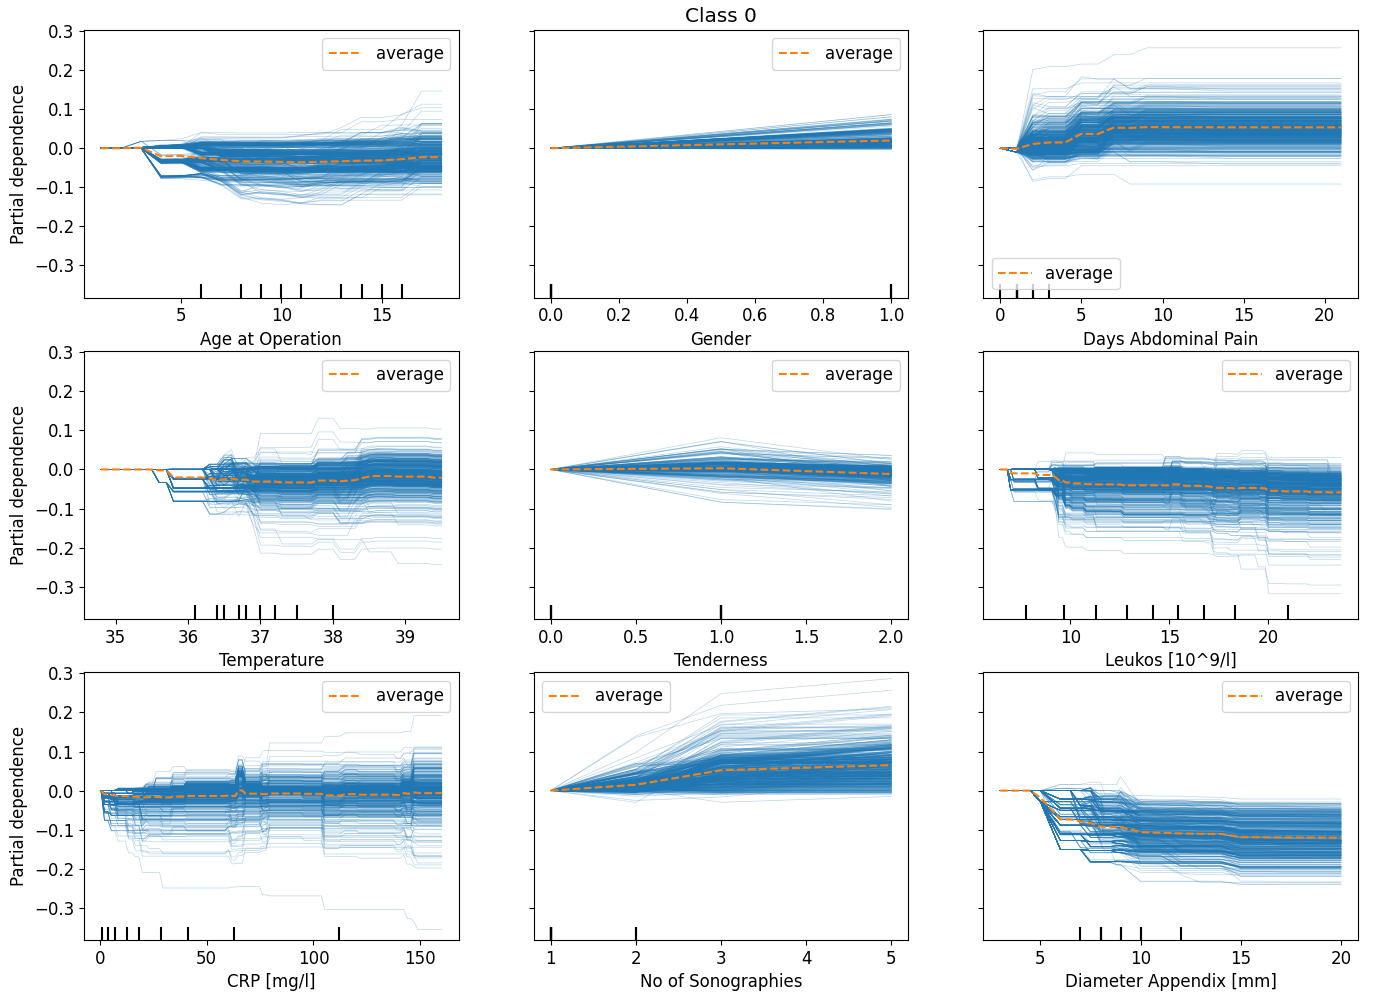 Class 0
0.3
0.2
0.1
0.0
−0.1
−0.2
−0.3
Partial dependence
average
average
average
5 10 15
0.0 0.2 0.4 0.6 0.8 1.0
0 5 10 15 20
Age at Operation
Gender
Days Abdominal Pain
0.3
0.2
0.1
0.0
−0.1
−0.2
−0.3
Partial dependence
average
average
average
35 36 37 38 39
0.0 0.5 1.0 1.5 2.0
10 15 20
Temperature
Tenderness
Leukos [10^9/l]
0.3
0.2
0.1
0.0
−0.1
−0.2
−0.3
Partial dependence
average
average
average
0 50 100 150
1 2 3 4 5
5 10 15 20
CRP [mg/l]
No of Sonographies
Diameter Appendix [mm]